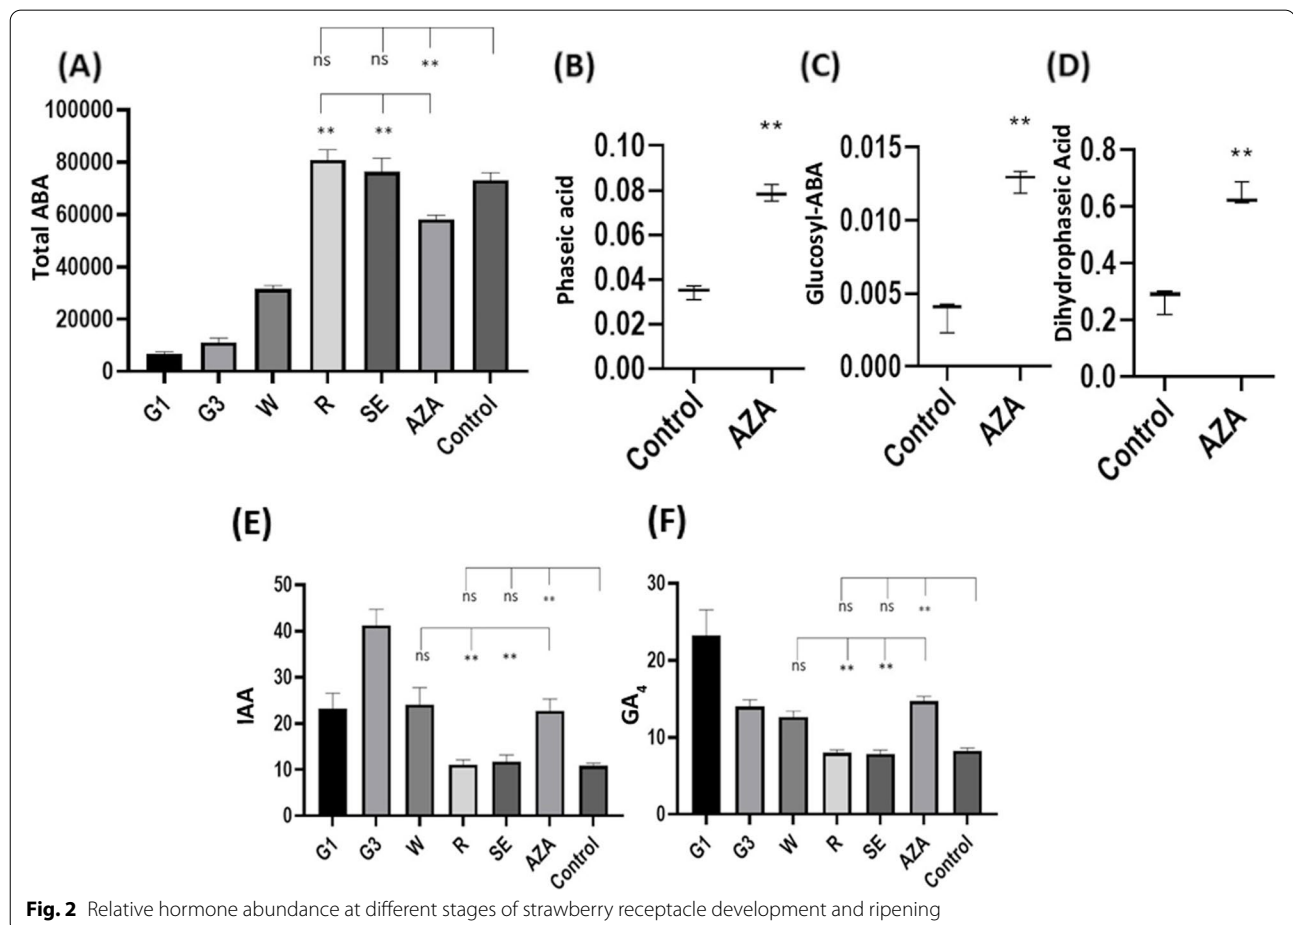 (A)
ns ns ** 
** **
Total ABA
100000
80000
60000
40000
20000
0
G1 G3 W R SE AZA Control
(B)
**
Phaseic acid
0.10
0.08
0.06
0.04
0.02
0.00
Control AZA
(C)
**
Glucosyl-ABA
0.015
0.010
0.005
0.000
Control AZA
(D)
**
Dihydrophaseic Acid
0.8
0.6
0.4
0.2
0.0
Control AZA
(E)
ns ns **
ns ** **
IAA
50
40
30
20
10
0
G1 G3 W R SE AZA Control
(F)
ns ns **
ns ** **
GA4
30
20
10
0
G1 G3 W R SE AZA Control
Fig. 2 Relative hormone abundance at different stages of strawberry receptacle development and ripening